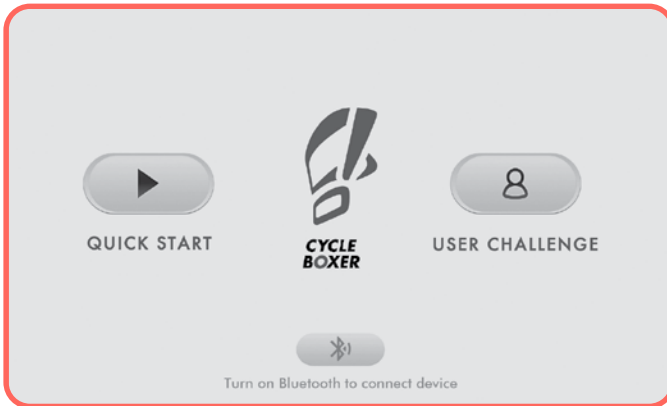 QUICK START
CYCLE
BOXER
USER CHALLENGE
Turn on Bluetooth to connect device